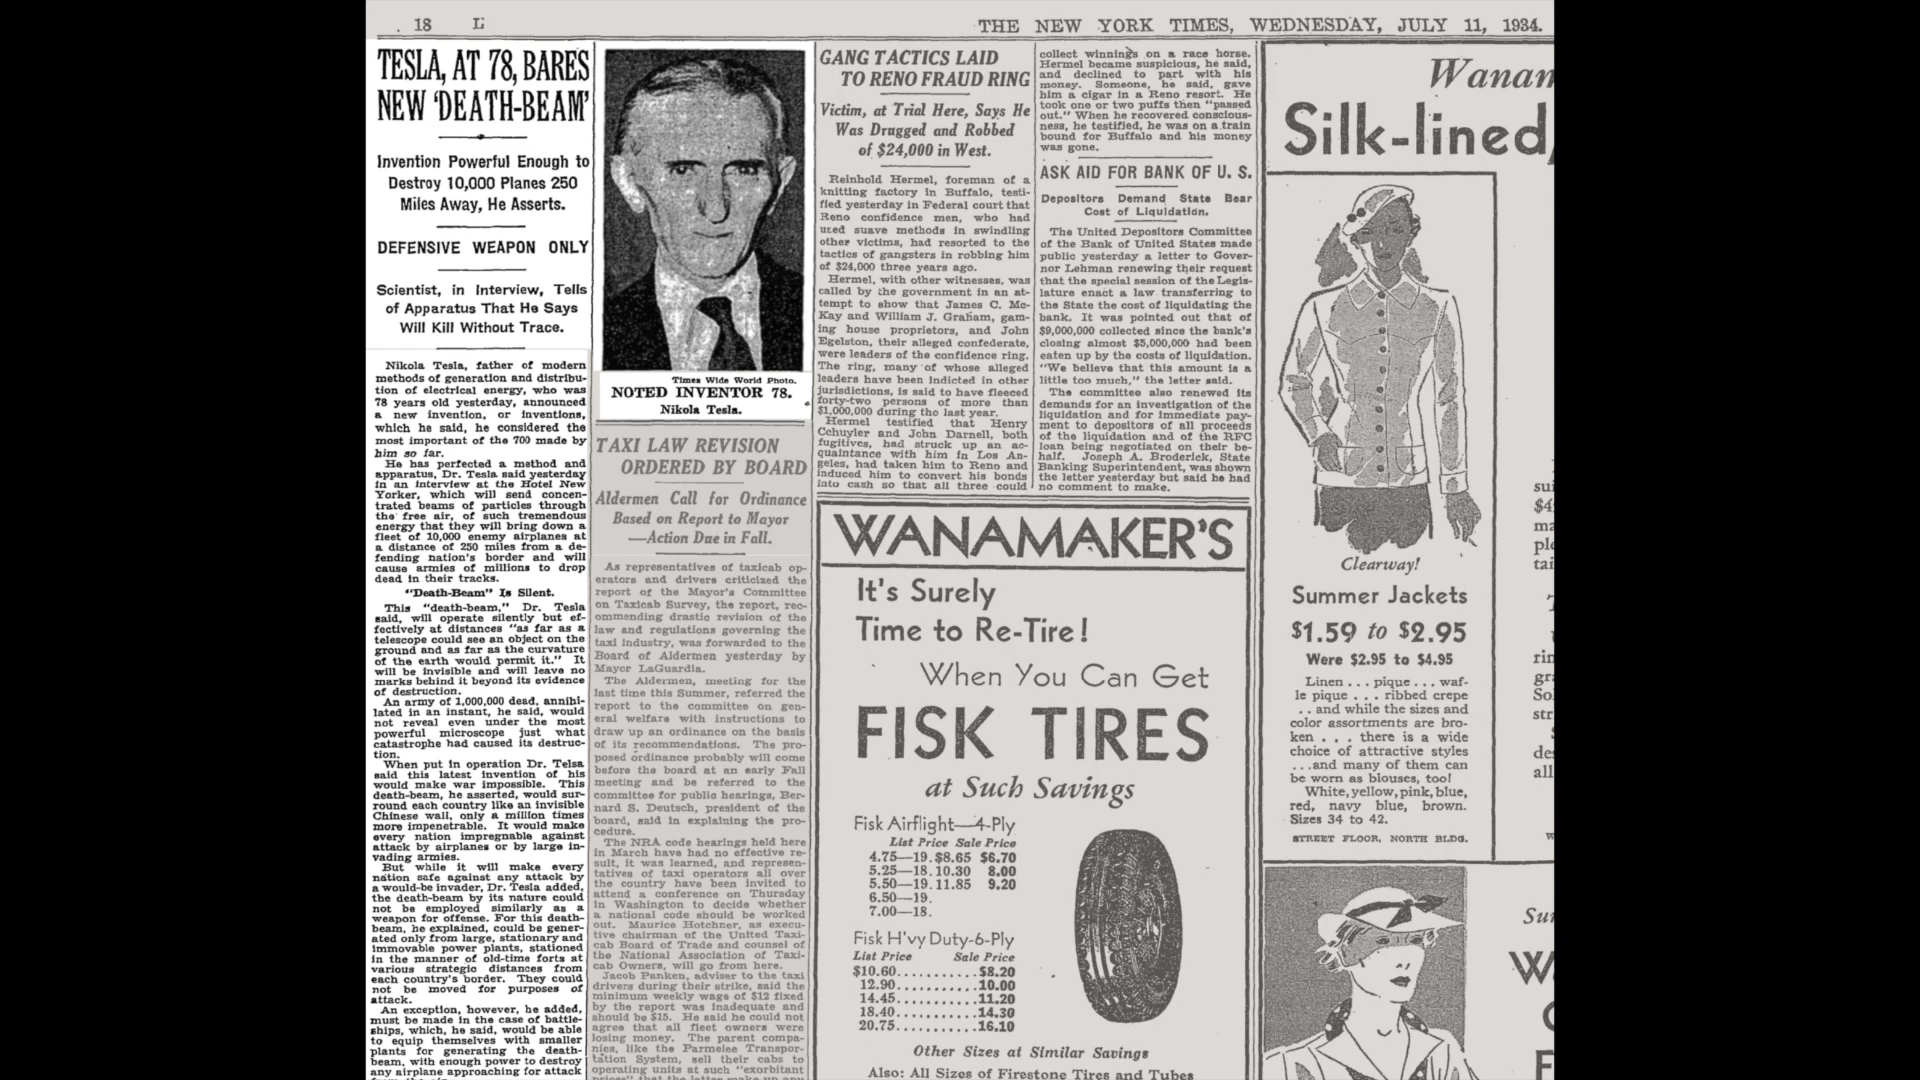 18 L
THE NEW YORK TIMES, WEDNESDAY, JULY 11, 1934.
TESLA, AT 78, BARES
NEW ‘DEATH-BEAM’
Invention Powerful Enough to
Destroy 10,000 Planes 250
Miles Away, He Asserts.
DEFENSIVE WEAPON ONLY
Scientist, in Interview, Tells
of Apparatus That He Says
Will Kill Without Trace.
Nikola Tesla, father of modern
methods of generation and distribu-
tion of electrical energy, who was
78 years old yesterday, announced
a new invention, or inventions,
which he said, he considered the
most important of the 700 made by
him so far.
He has perfected a method and
apparatus, Dr. Tesla said yesterday
in an interview at the Hotel New
Yorker, which will send concen-
trated beams of particles through
the free air, of such tremendous
energy that they will bring down a
fleet of 10,000 enemy airplanes at
a distance of 250 miles from a de-
fending nation's border and will
cause armies of millions to drop
dead in their tracks.
“Death-Beam” Is Silent.
This “death-beam,” Dr. Tesla
said, will operate silently but ef-
fectively at distances “as far as a
telescope could see an object on the
ground and as far as the curvature
of the earth would permit it.” It
will be invisible and will leave no
marks behind it beyond its evidence
of destruction.
An army of 1,000,000 dead, annihi-
lated in an instant, he said, would
not reveal even under the most
powerful microscope just what
catastrophe had caused its destruc-
tion.
When put in operation Dr. Telsa
said this latest invention of his
would make war impossible. This
death-beam, he asserted, would sur-
round each country like an invisible
Chinese wall, only a million times
more impenetrable. It would make
every nation impregnable against
attack by airplanes or by large in-
vading armies.
But while it will make every
nation safe against any attack by
a would-be invader, Dr. Tesla added,
the death-beam by its nature could
not be employed similarly as a
weapon for offense. For this death-
beam, he explained, could be gener-
ated only from large, stationary and
immovable power plants, stationed
in the manner of old-time forts at
various strategic distances from
each country's border. They could
not be moved for purposes of
attack.
An exception, however, he added,
must be made in the case of battle-
ships, which, he said, would be able
to equip themselves with smaller
plants for generating the death-
beam, with enough power to destroy
any airplane approaching for attack
Times Wide World Photo.
NOTED INVENTOR 78.
Nikola Tesla.
TAXI LAW REVISION
ORDERED BY BOARD
Aldermen Call for Ordinance
Based on Report to Mayor
—Action Due in Fall.
As representatives of taxicab op-
erators and drivers criticized the
report of the Mayor's Committee
on Taxicab Survey, the report, rec-
ommending drastic revision of the
law and regulations governing the
taxi industry, was forwarded to the
Board of Aldermen yesterday by
Mayor LaGuardia.
The Aldermen, meeting for the
last time this Summer, referred the
report to the committee on gen-
eral welfare with instructions to
draw up an ordinance on the basis
of its recommendations. The pro-
posed ordinance probably will come
before the board at an early Fall
meeting and be referred to the
committee for public hearings, Ber-
nard S. Deutsch, president of the
board, said in explaining the pro-
cedure.
The NRA code hearings held here
in March have had no effective re-
sult, it was learned, and represen-
tatives of taxi operators all over
the country have been invited to
attend a conference on Thursday
in Washington to decide whether
a national code should be worked
out. Maurice Hotchner, as execu-
tive chairman of the United Taxi-
cab Board of Trade and counsel of
the National Association of Taxi-
cab Owners, will go from here.
Jacob Panken, adviser to the taxi
drivers during their strike, said the
minimum weekly wage of $12 fixed
by the report was inadequate and
should be $15. He said he could not
agree that all fleet owners were
losing money. The parent compa-
nies, like the Parmelee Transpor-
tation System, sell their cabs to
operating units at such “exorbitant
GANG TACTICS LAID
TO RENO FRAUD RING
Victim, at Trial Here, Says He
Was Drugged and Robbed
of $24,000 in West.
Reinhold Hermel, foreman of a
knitting factory in Buffalo, testi-
fied yesterday in Federal court that
Reno confidence men, who had
used suave methods in swindling
other victims, had resorted to the
tactics of gangsters in robbing him
of $24,000 three years ago.
Hermel, with other witnesses, was
called by the government in an at-
tempt to show that James C. Mc-
Kay and William J. Graham, gam-
ing house proprietors, and John
Egelston, their alleged confederate,
were leaders of the confidence ring.
The ring, many of whose alleged
leaders have been indicted in other
jurisdictions, is said to have fleeced
forty-two persons of more than
$1,000,000 during the last year.
Hermel testified that Henry
Cchuyler and John Darnell, both
fugitives, had struck up an ac-
quaintance with him in Los An-
geles, had taken him to Reno and
induced him to convert his bonds
into cash so that all three could
collect winnings on a race horse.
Hermel became suspicious, he said,
and declined to part with his
money. Someone, he said, gave
him a cigar in a Reno resort. He
took one or two puffs then “passed
out.” When he recovered conscious-
ness, he testified, he was on a train
bound for Buffalo and his money
was gone.
ASK AID FOR BANK OF U. S.
Depositors Demand State Bear
Cost of Liquidation.
The United Depositors Committee
of the Bank of United States made
public yesterday a letter to Gover-
nor Lehman renewing their request
that the special session of the Legis-
lature enact a law transferring to
the State the cost of liquidating the
bank. It was pointed out that of
$9,000,000 collected since the bank's
closing almost $5,000,000 had been
eaten up by the costs of liquidation.
“We believe that this amount is a
little too much,” the letter said.
The committee also renewed its
demands for an investigation of the
liquidation and for immediate pay-
ment to depositors of all proceeds
of the liquidation and of the RFC
loan being negotiated on their be-
half. Joseph A. Broderick, State
Banking Superintendent, was shown
the letter yesterday but said he had
no comment to make.
WANAMAKER'S
It's Surely
Time to Re-Tire!
When You Can Get
FISK TIRES
at Such Savings
Fisk Airflight—4-Ply
List Price Sale Price
4.75—19.$8.65 $6.70
5.25—18.10.30 8.00
5.50—19.11.85 9.20
6.50—19.
7.00—18.
Fisk H'vy Duty-6-Ply
List Price Sale Price
$10.60..........$8.20
12.90..........10.00
14.45..........11.20
18.40..........14.30
20.75..........16.10
Other Sizes at Similar Savings
Also: All Sizes of Firestone Tires and Tubes
Wanam
Silk-lined
Clearway!
Summer Jackets
$1.59 to $2.95
Were $2.95 to $4.95
Linen . . . pique . . . waf-
fle pique . . . ribbed crepe
. . and while the sizes and
color assortments are bro-
ken . . . there is a wide
choice of attractive styles
. . .and many of them can
be worn as blouses, too!
White, yellow, pink, blue,
red, navy blue, brown.
Sizes 34 to 42.
STREET FLOOR, NORTH BLDG.